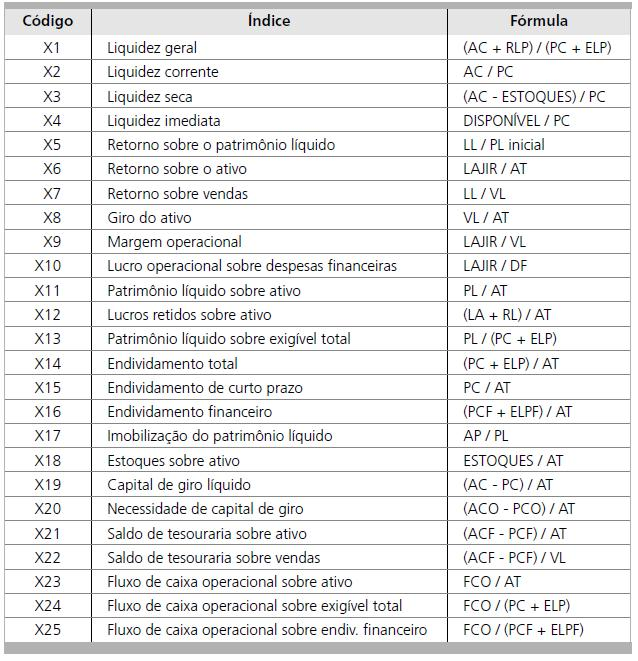 Código Índice Fórmula
X1 Liquidez geral (AC + RLP) / (PC + ELP)
X2 Liquidez corrente AC / PC
X3 Liquidez seca (AC - ESTOQUES) / PC
X4 Liquidez imediata DISPONÍVEL / PC
X5 Retorno sobre o patrimônio líquido LL / PL inicial
X6 Retorno sobre o ativo LAJIR / AT
X7 Retorno sobre vendas LL / VL
X8 Giro do ativo VL / AT
X9 Margem operacional LAJIR / VL
X10 Lucro operacional sobre despesas financeiras LAJIR / DF
X11 Patrimônio líquido sobre ativo PL / AT
X12 Lucros retidos sobre ativo (LA + RL) / AT
X13 Patrimônio líquido sobre exigível total PL / (PC + ELP)
X14 Endividamento total (PC + ELP) / AT
X15 Endividamento de curto prazo PC / AT
X16 Endividamento financeiro (PCF + ELPF) / AT
X17 Imobilização do patrimônio líquido AP / PL
X18 Estoques sobre ativo ESTOQUES / AT
X19 Capital de giro líquido (AC - PC) / AT
X20 Necessidade de capital de giro (ACO - PCO) / AT
X21 Saldo de tesouraria sobre ativo (ACF - PCF) / AT
X22 Saldo de tesouraria sobre vendas (ACF - PCF) / VL
X23 Fluxo de caixa operacional sobre ativo FCO / AT
X24 Fluxo de caixa operacional sobre exigível total FCO / (PC + ELP)
X25 Fluxo de caixa operacional sobre endiv. financeiro FCO / (PCF + ELPF)